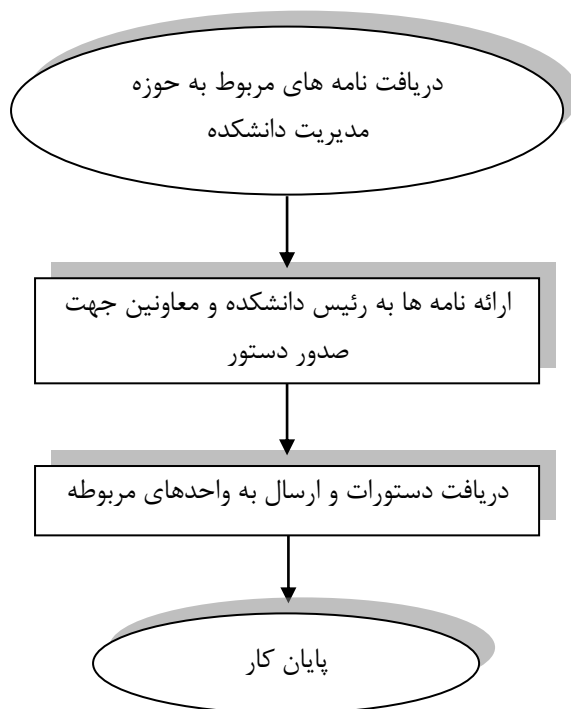 دریافت نامه های مربوط به حوزه
مدیریت دانشکده
ارائه نامه ها به رئیس دانشکده و معاونین جهت
صدور دستور
دریافت دستورات و ارسال به واحدهای مربوطه
پایان کار